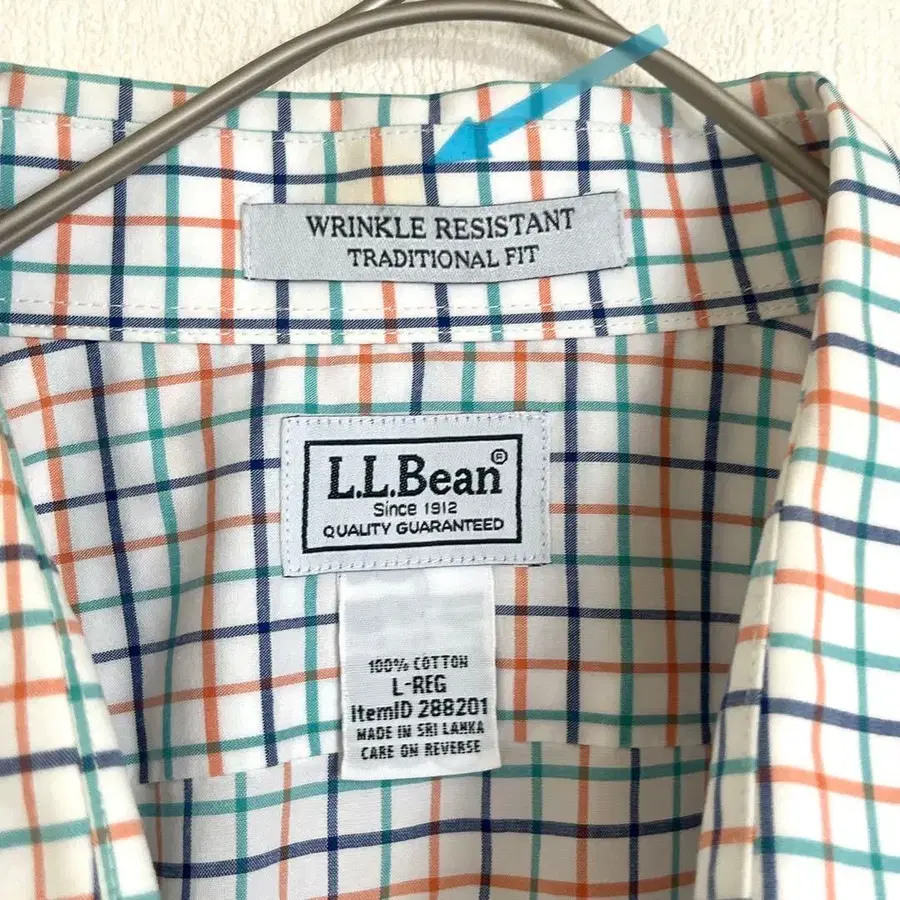 WRINKLE RESISTANT
TRADITIONAL FIT
L.L.Bean®
Since 1912
QUALITY GUARANTEED
100% COTTON
L-REG
ItemID 288201
MADE IN SRI LANKA
CARE ON REVERSE